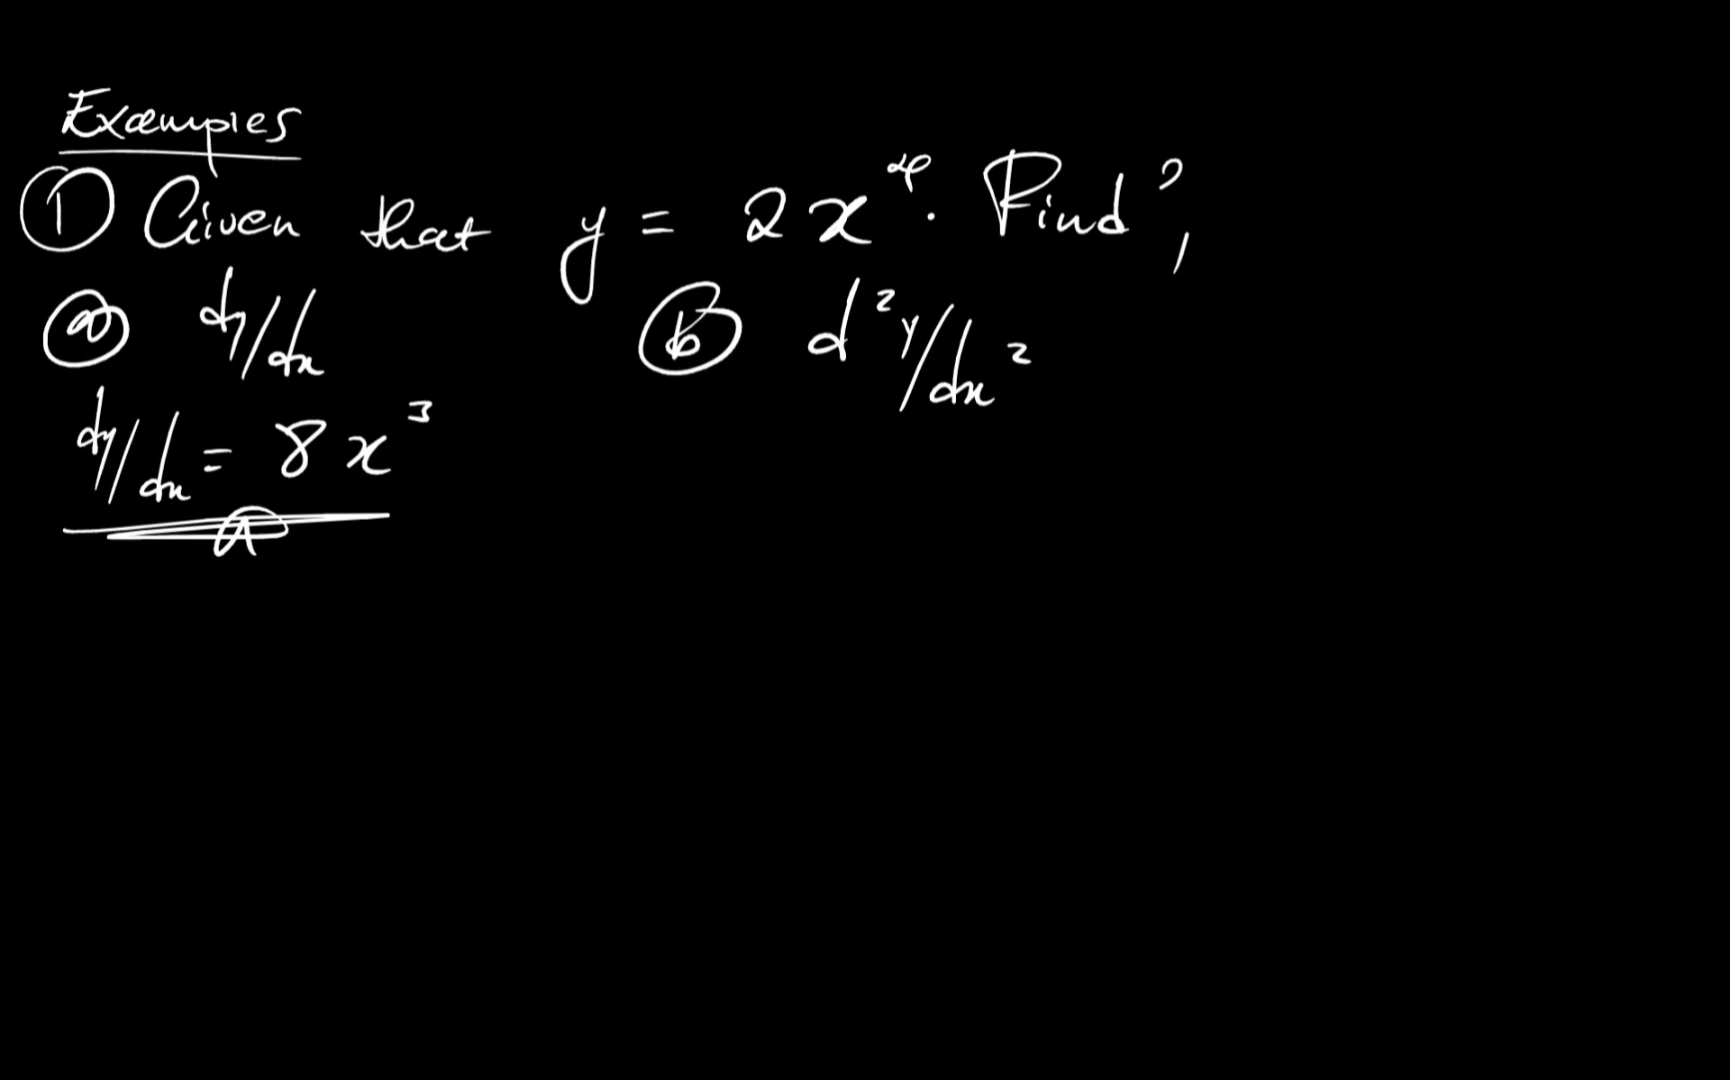 Examples
① Given that y = 2x⁴. Find;
ⓐ dy/dx ⓑ d²y/dx²
dy/dx = 8x³